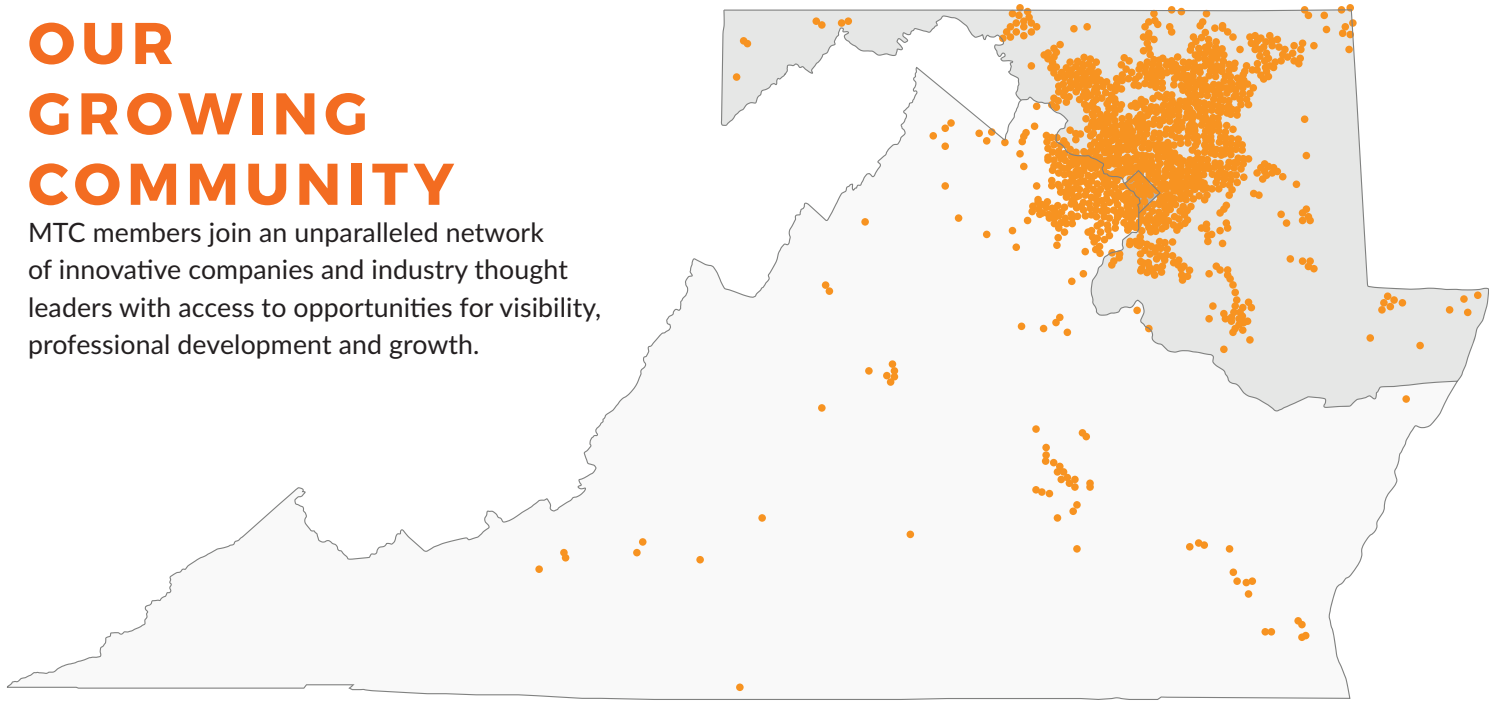 OUR
GROWING
COMMUNITY
MTC members join an unparalleled network
of innovative companies and industry thought
leaders with access to opportunities for visibility,
professional development and growth.